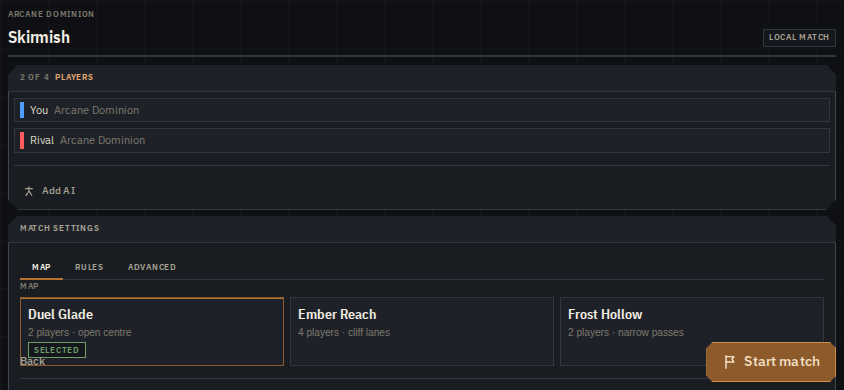 ARCANE DOMINION
Skirmish
LOCAL MATCH
2 OF 4 PLAYERS
You Arcane Dominion
Rival Arcane Dominion
Add AI
MATCH SETTINGS
MAP RULES ADVANCED
MAP
Duel Glade
2 players · open centre
SELECTED
Ember Reach
4 players · cliff lanes
Frost Hollow
2 players · narrow passes
Back
Start match